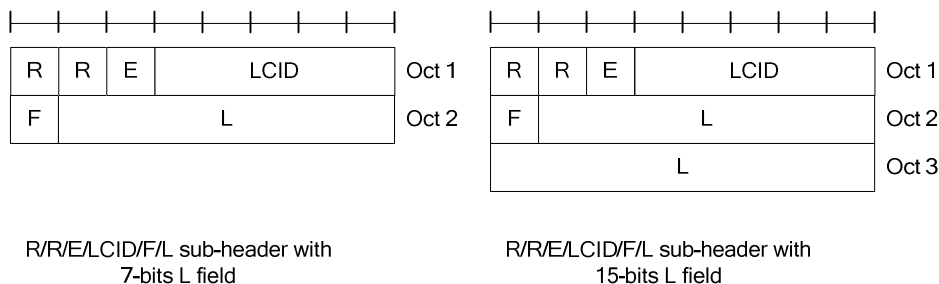 R R E LCID Oct 1
F L Oct 2
R/R/E/LCID/F/L sub-header with
7-bits L field
R R E LCID Oct 1
F L Oct 2
L Oct 3
R/R/E/LCID/F/L sub-header with
15-bits L field